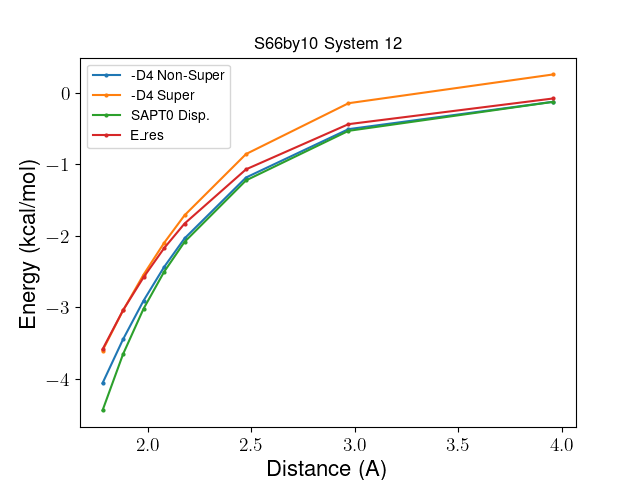 S66by10 System 12
-D4 Non-Super
-D4 Super
SAPT0 Disp.
E_res
0
−1
−2
−3
−4
Energy (kcal/mol)
2.0 2.5 3.0 3.5 4.0
Distance (A)